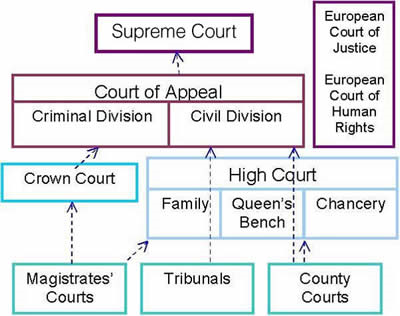 Supreme Court
European
Court of
Justice
European
Court of
Human
Rights
Court of Appeal
Criminal Division
Civil Division
Crown Court
High Court
Family
Queen's
Bench
Chancery
Magistrates'
Courts
Tribunals
County
Courts